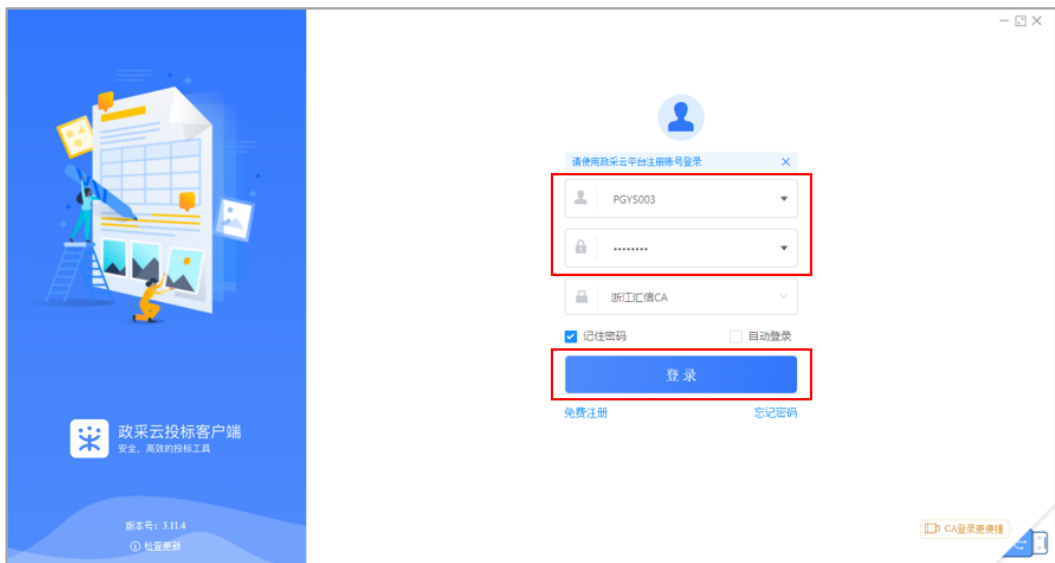 请使用政采云平台注册账号登录
PGYS003
••••••••
浙江汇信CA
记住密码
自动登录
登录
免费注册
忘记密码
政采云投标客户端
安全，高效的投标工具
版本号：3.11.4
检查更新
CA登录更便捷